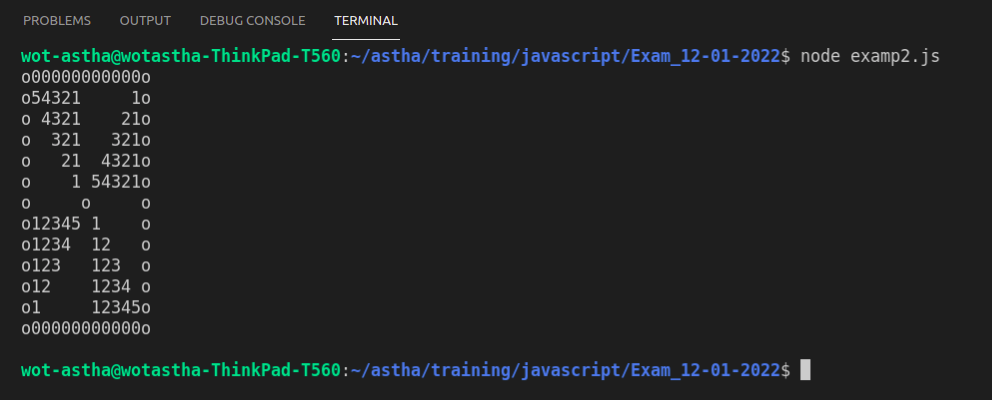 PROBLEMS OUTPUT DEBUG CONSOLE TERMINAL
wot-astha@wotastha-ThinkPad-T560:~/astha/training/javascript/Exam_12-01-2022$ node examp2.js
o00000000000o
o54321     1o
o 4321    21o
o  321   321o
o   21  4321o
o    1 54321o
o     o     o
o12345 1    o
o1234  12   o
o123   123  o
o12    1234 o
o1     12345o
o00000000000o
wot-astha@wotastha-ThinkPad-T560:~/astha/training/javascript/Exam_12-01-2022$